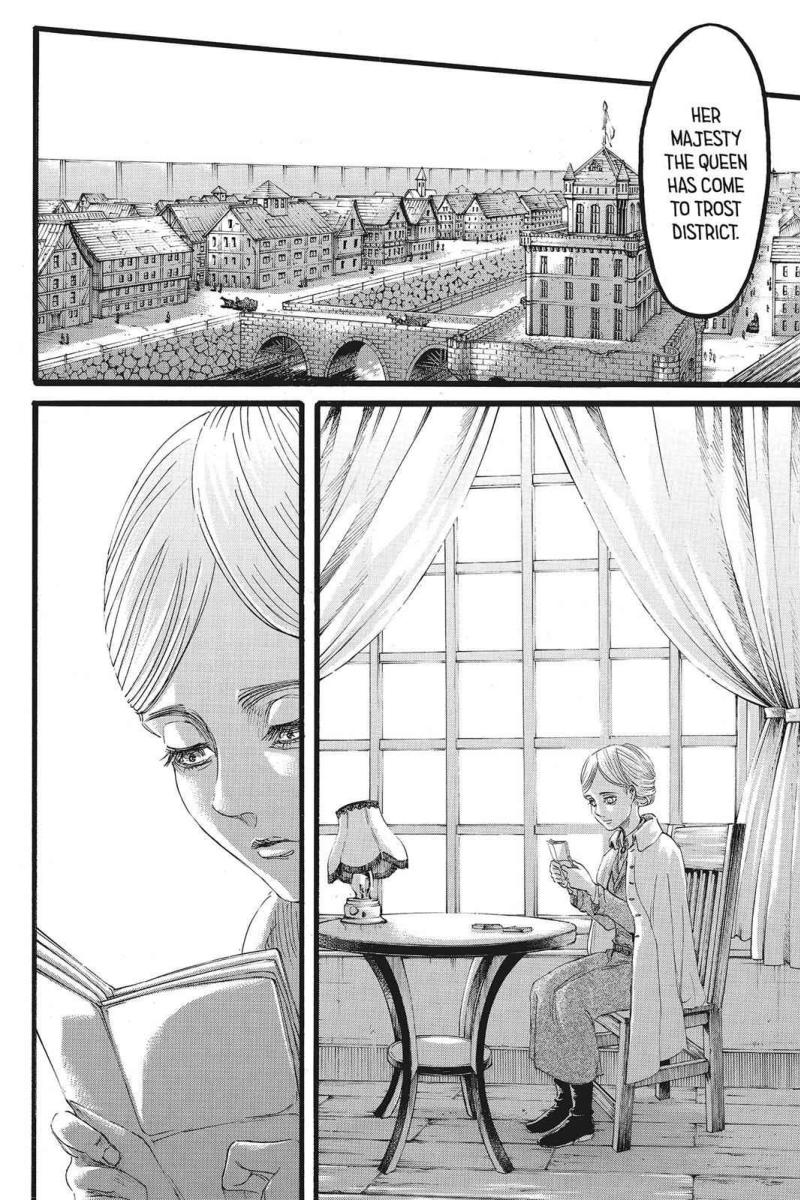 HER
MAJESTY
THE QUEEN
HAS COME
TO TROST
DISTRICT.